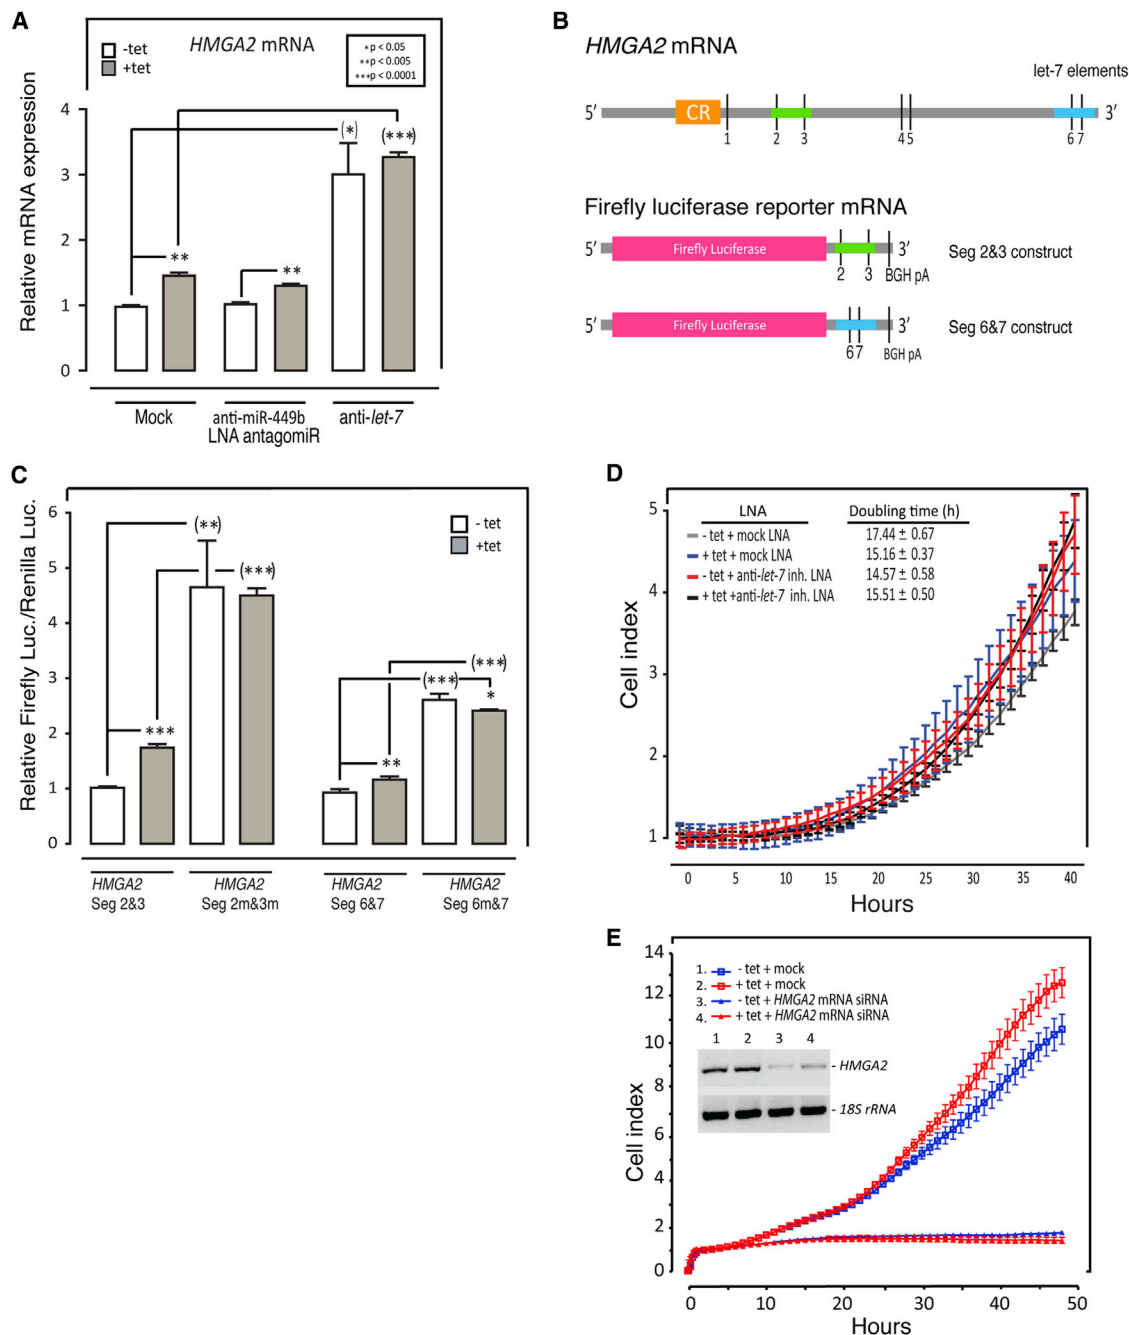 A
-tet
+tet
HMGA2 mRNA
*p < 0.05
**p < 0.005
***p < 0.0001
Relative mRNA expression
4
3
2
1
0
**
**
(*)
(***)
Mock
anti-miR-449b
LNA antagomiR
anti-let-7
B
HMGA2 mRNA
let-7 elements
5′
CR
3′
1
2
3
45
67
Firefly luciferase reporter mRNA
5′
Firefly Luciferase
3′
Seg 2&3 construct
2
3
BGH pA
5′
Firefly Luciferase
3′
Seg 6&7 construct
67
BGH pA
C
Relative Firefly Luc./Renilla Luc.
6
5
4
3
2
1
0
- tet
+tet
***
(**)
(***)
**
(***)
(***)
*
HMGA2
Seg 2&3
HMGA2
Seg 2m&3m
HMGA2
Seg 6&7
HMGA2
Seg 6m&7
D
LNA Doubling time (h)
- tet + mock LNA 17.44 ± 0.67
+ tet + mock LNA 15.16 ± 0.37
- tet + anti-let-7 inh. LNA 14.57 ± 0.58
+ tet +anti-let-7 inh. LNA 15.51 ± 0.50
Cell index
5
4
3
2
1
0 5 10 15 20 25 30 35 40
Hours
E
1. - tet + mock
2. + tet + mock
3. - tet + HMGA2 mRNA siRNA
4. + tet + HMGA2 mRNA siRNA
1 2 3 4
- HMGA2
- 18S rRNA
Cell index
14
12
10
8
6
4
2
0
0 10 20 30 40 50
Hours